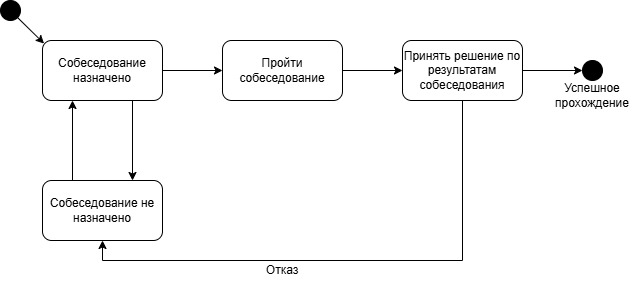 Собеседование
назначено
Пройти
собеседование
Принять решение по
результатам
собеседования
Успешное
прохождение
Собеседование не
назначено
Отказ